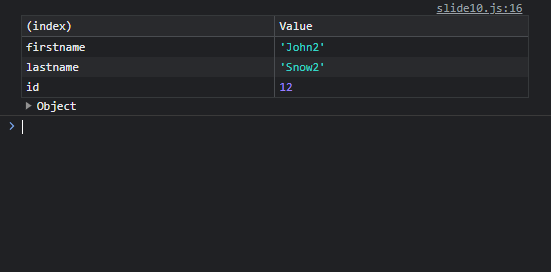 slide10.js:16
(index) Value
firstname 'John2'
lastname 'Snow2'
id 12
Object